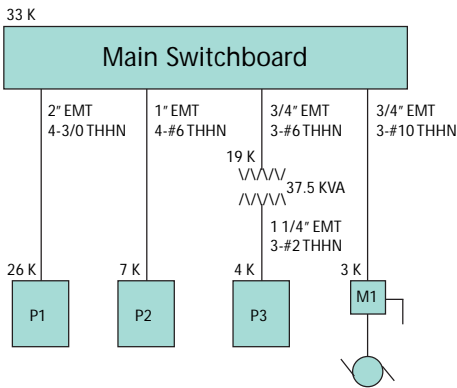 33 K
Main Switchboard
2" EMT
4-3/0 THHN
1" EMT
4-#6 THHN
3/4" EMT
3-#6 THHN
3/4" EMT
3-#10 THHN
19 K
37.5 KVA
1 1/4" EMT
3-#2 THHN
26 K
7 K
4 K
3 K
P1
P2
P3
M1